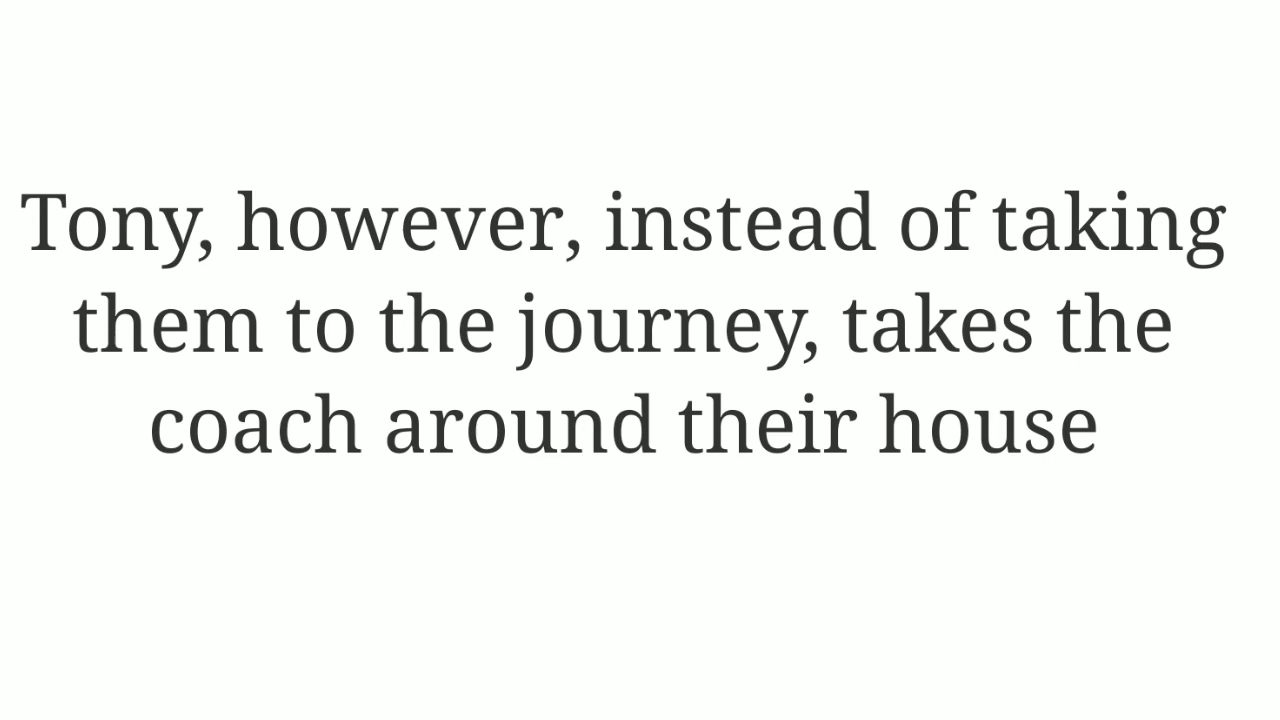 Tony, however, instead of taking
them to the journey, takes the
coach around their house